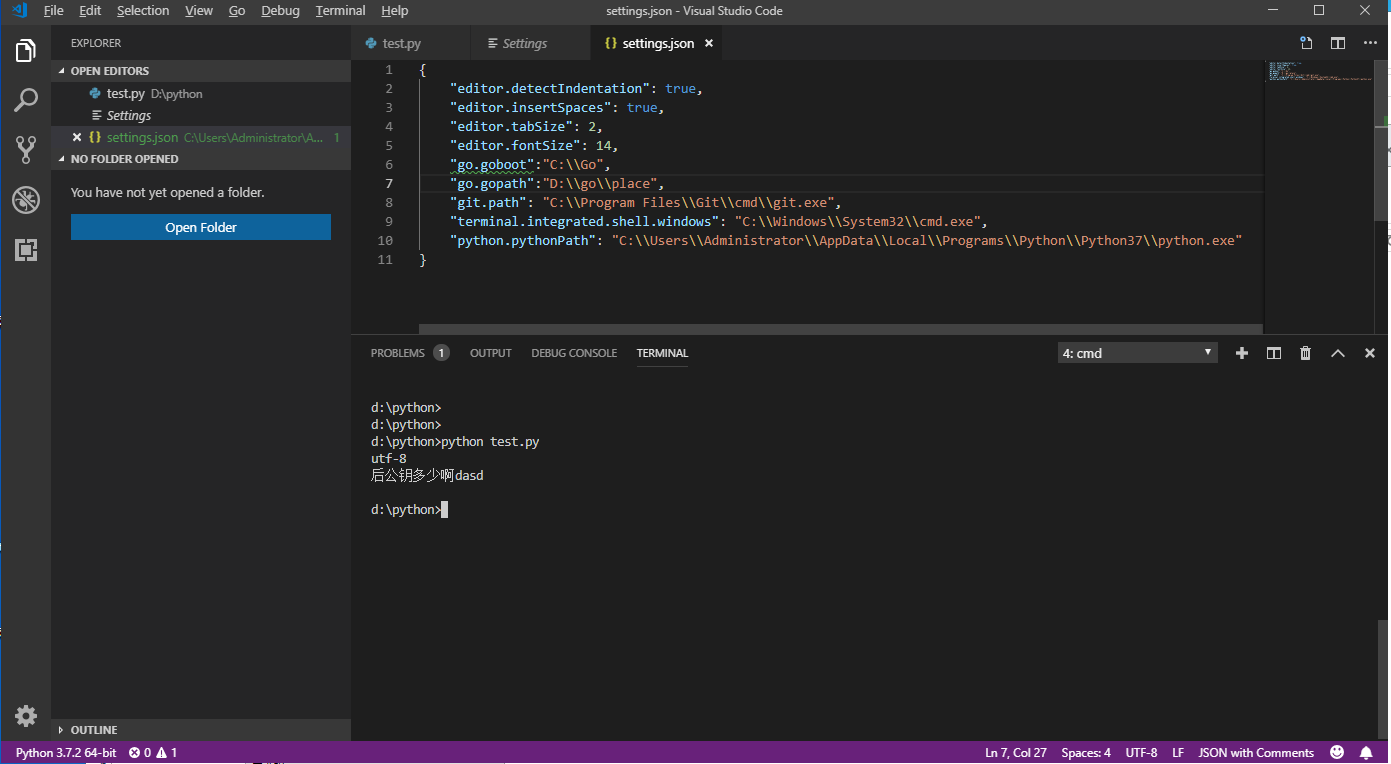 File Edit Selection View Go Debug Terminal Help
settings.json - Visual Studio Code
EXPLORER
OPEN EDITORS
test.py D:\python
Settings
settings.json C:\Users\Administrator\A... 1
NO FOLDER OPENED
You have not yet opened a folder.
Open Folder
OUTLINE
test.py
Settings
{} settings.json
1 {
2 "editor.detectIndentation": true,
3 "editor.insertSpaces": true,
4 "editor.tabSize": 2,
5 "editor.fontSize": 14,
6 "go.goboot":"C:\\Go",
7 "go.gopath":"D:\\go\\place",
8 "git.path": "C:\\Program Files\\Git\\cmd\\git.exe",
9 "terminal.integrated.shell.windows": "C:\\Windows\\System32\\cmd.exe",
10 "python.pythonPath": "C:\\Users\\Administrator\\AppData\\Local\\Programs\\Python\\Python37\\python.exe"
11 }
PROBLEMS 1 OUTPUT DEBUG CONSOLE TERMINAL
4: cmd
d:\python>
d:\python>
d:\python>python test.py
utf-8
后公钥多少啊dasd
d:\python>
Python 3.7.2 64-bit 0 1
Ln 7, Col 27 Spaces: 4 UTF-8 LF JSON with Comments